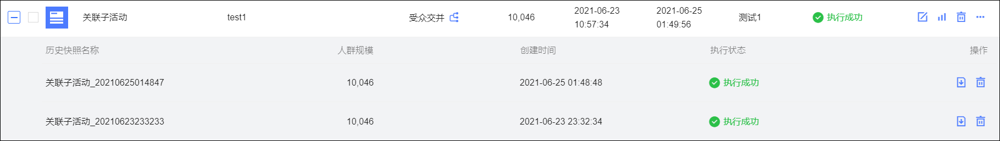 关联子活动 test1 受众交并 10,046 2021-06-23 10:57:34 2021-06-25 01:49:56 测试1 执行成功
历史快照名称 人群规模 创建时间 执行状态 操作
关联子活动_20210625014847 10,046 2021-06-25 01:48:48 执行成功
关联子活动_20210623233233 10,046 2021-06-23 23:32:34 执行成功